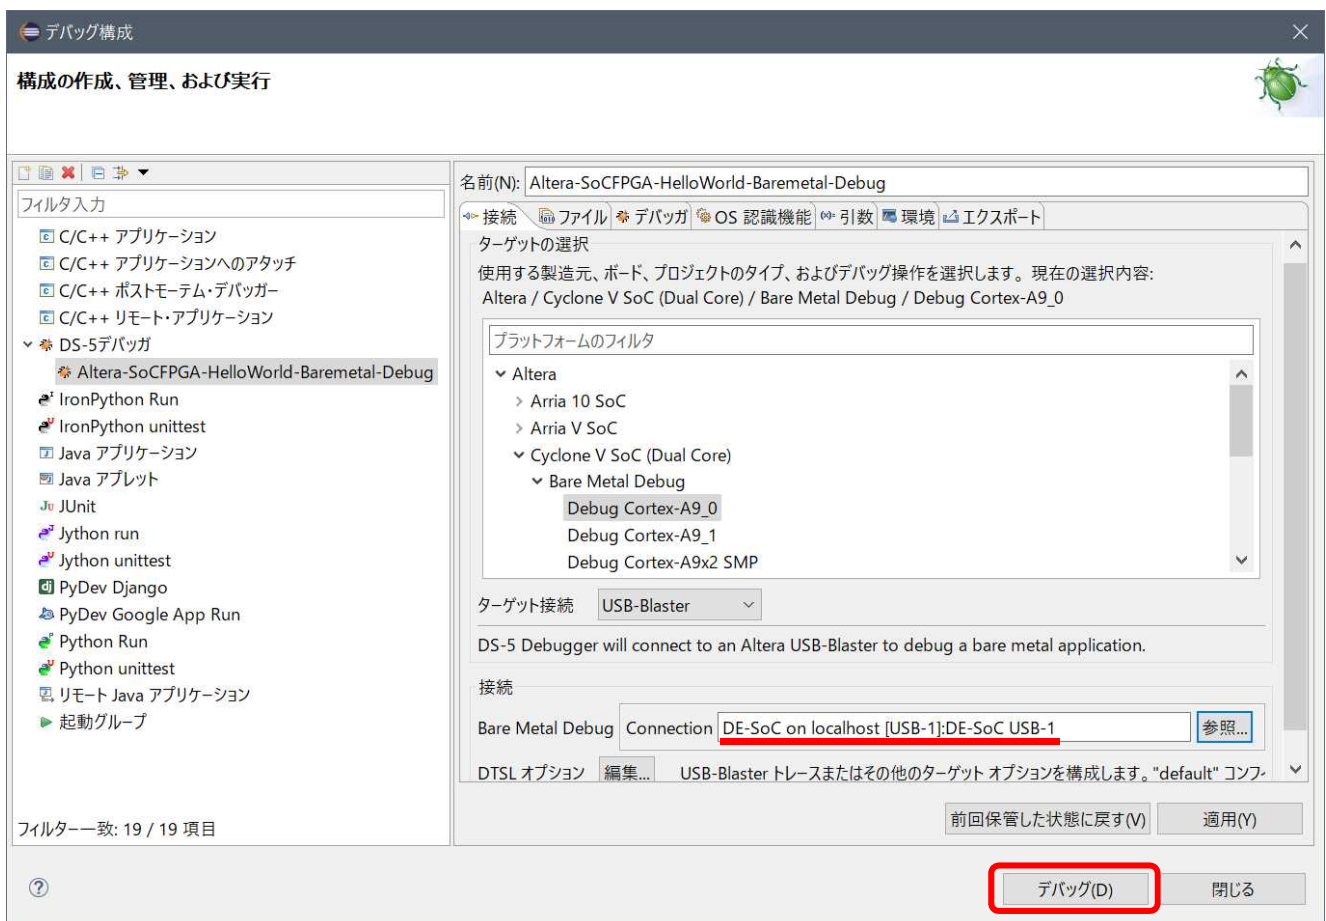 デバッグ構成
構成の作成、管理、および実行
フィルタ入力
C/C++ アプリケーション
C/C++ アプリケーションへのアタッチ
C/C++ ポストモーテム・デバッガー
C/C++ リモート・アプリケーション
DS-5デバッガ
Altera-SoCFPGA-HelloWorld-Baremetal-Debug
IronPython Run
IronPython unittest
Java アプリケーション
Java アプレット
JUnit
Jython run
Jython unittest
PyDev Django
PyDev Google App Run
Python Run
Python unittest
リモート Java アプリケーション
起動グループ
フィルター一致: 19 / 19 項目
名前(N): Altera-SoCFPGA-HelloWorld-Baremetal-Debug
接続 ファイル デバッガ OS 認識機能 引数 環境 エクスポート
ターゲットの選択
使用する製造元、ボード、プロジェクトのタイプ、およびデバッグ操作を選択します。現在の選択内容:
Altera / Cyclone V SoC (Dual Core) / Bare Metal Debug / Debug Cortex-A9_0
プラットフォームのフィルタ
Altera
Arria 10 SoC
Arria V SoC
Cyclone V SoC (Dual Core)
Bare Metal Debug
Debug Cortex-A9_0
Debug Cortex-A9_1
Debug Cortex-A9x2 SMP
ターゲット接続 USB-Blaster
DS-5 Debugger will connect to an Altera USB-Blaster to debug a bare metal application.
接続
Bare Metal Debug Connection DE-SoC on localhost [USB-1]:DE-SoC USB-1 参照...
DTSL オプション 編集... USB-Blaster トレースまたはその他のターゲット オプションを構成します。"default" コンフ
前回保管した状態に戻す(V) 適用(Y)
デバッグ(D) 閉じる